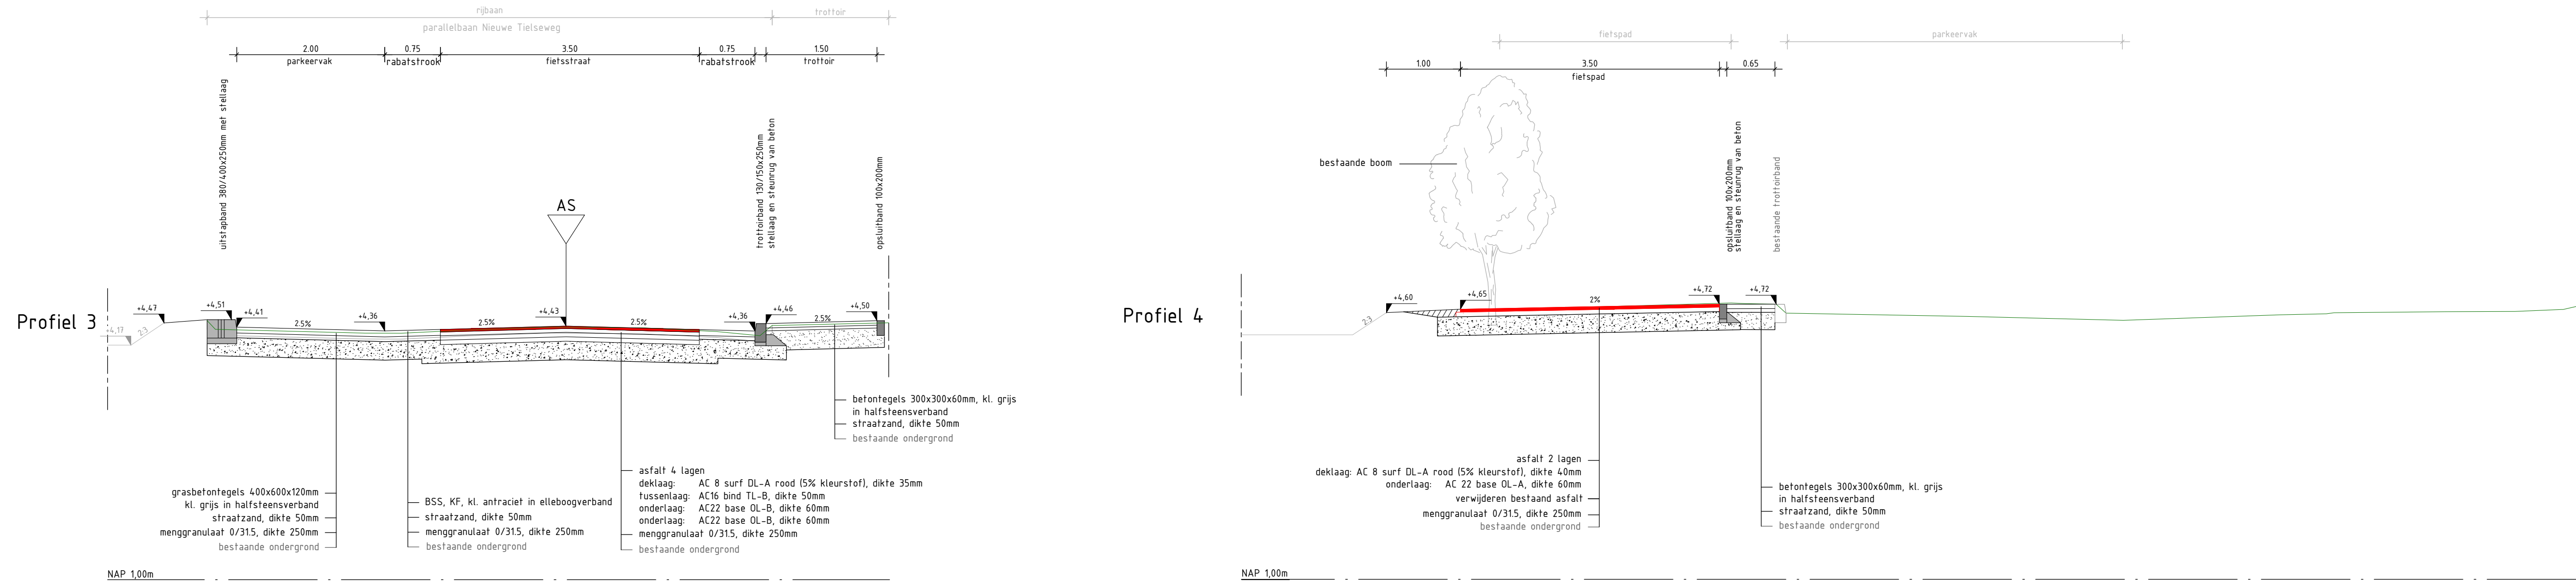 rijbaan
trottoir
parallelbaan Nieuwe Tielseweg
2.00
0.75
3.50
0.75
1.50
parkeervak
rabatstrook
fietsstraat
rabatstrook
trottoir
uitstapband 380/400x250mm met stellaag
trottoirband 130/150x250mm
stellaag en steunrug van beton
opsluitband 100x200mm
AS
Profiel 3
+4,17
2:3
+4,47
+4,51
+4,41
2.5%
+4,36
2.5%
+4,43
2.5%
+4,36
+4,46
2.5%
+4,50
betontegels 300x300x60mm, kl. grijs
in halfsteensverband
straatzand, dikte 50mm
bestaande ondergrond
grasbetontegels 400x600x120mm
kl. grijs in halfsteensverband
straatzand, dikte 50mm
menggranulaat 0/31.5, dikte 250mm
bestaande ondergrond
BSS, KF, kl. antraciet in elleboogverband
straatzand, dikte 50mm
menggranulaat 0/31.5, dikte 250mm
bestaande ondergrond
asfalt 4 lagen
deklaag: AC 8 surf DL-A rood (5% kleurstof), dikte 35mm
tussenlaag: AC16 bind TL-B, dikte 50mm
onderlaag: AC22 base OL-B, dikte 60mm
onderlaag: AC22 base OL-B, dikte 60mm
menggranulaat 0/31.5, dikte 250mm
bestaande ondergrond
NAP 1,00m
fietspad
parkeervak
1.00
3.50
0.65
fietspad
bestaande boom
opsluitband 100x200mm
stellaag en steunrug van beton
bestaande trottoirband
Profiel 4
2:3
+4,60
+4,65
2%
+4,72
+4,72
asfalt 2 lagen
deklaag: AC 8 surf DL-A rood (5% kleurstof), dikte 40mm
onderlaag: AC 22 base OL-A, dikte 60mm
verwijderen bestaand asfalt
menggranulaat 0/31.5, dikte 250mm
bestaande ondergrond
betontegels 300x300x60mm, kl. grijs
in halfsteensverband
straatzand, dikte 50mm
bestaande ondergrond
NAP 1,00m